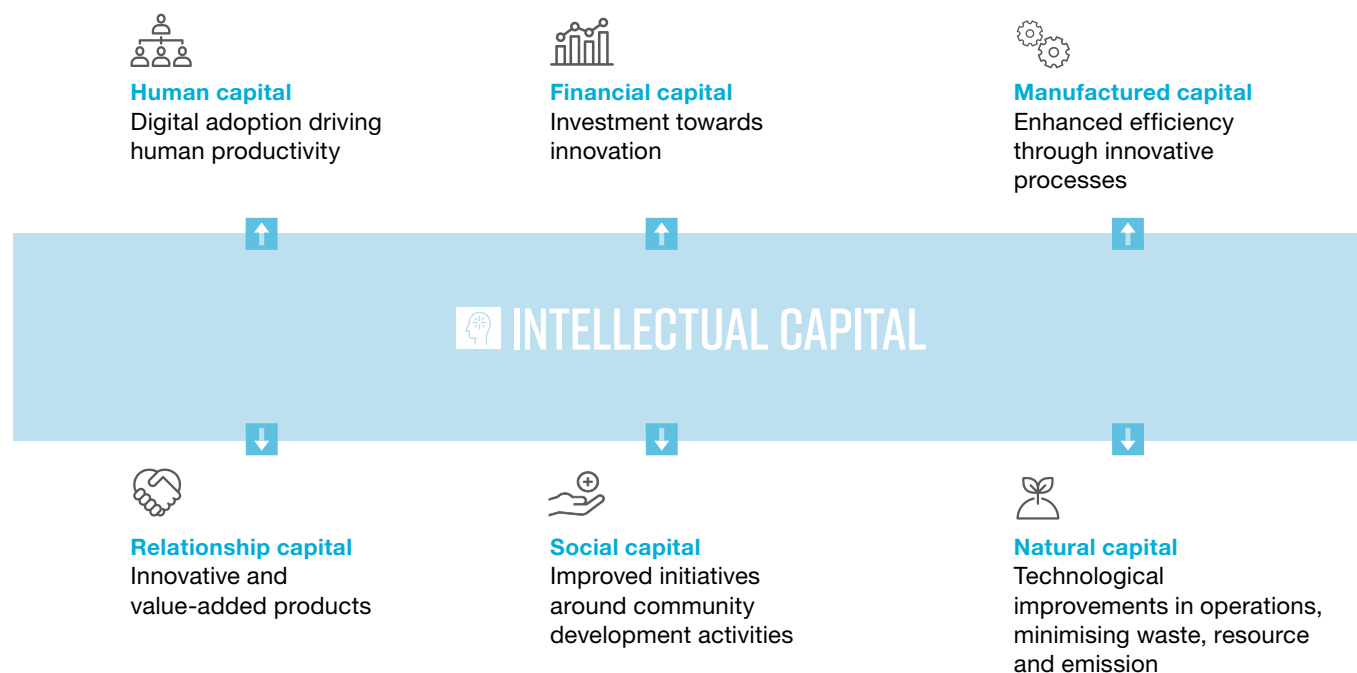 Human capital
Digital adoption driving
human productivity
Financial capital
Investment towards
innovation
Manufactured capital
Enhanced efficiency
through innovative
processes
INTELLECTUAL CAPITAL
Relationship capital
Innovative and
value-added products
Social capital
Improved initiatives
around community
development activities
Natural capital
Technological
improvements in operations,
minimising waste, resource
and emission